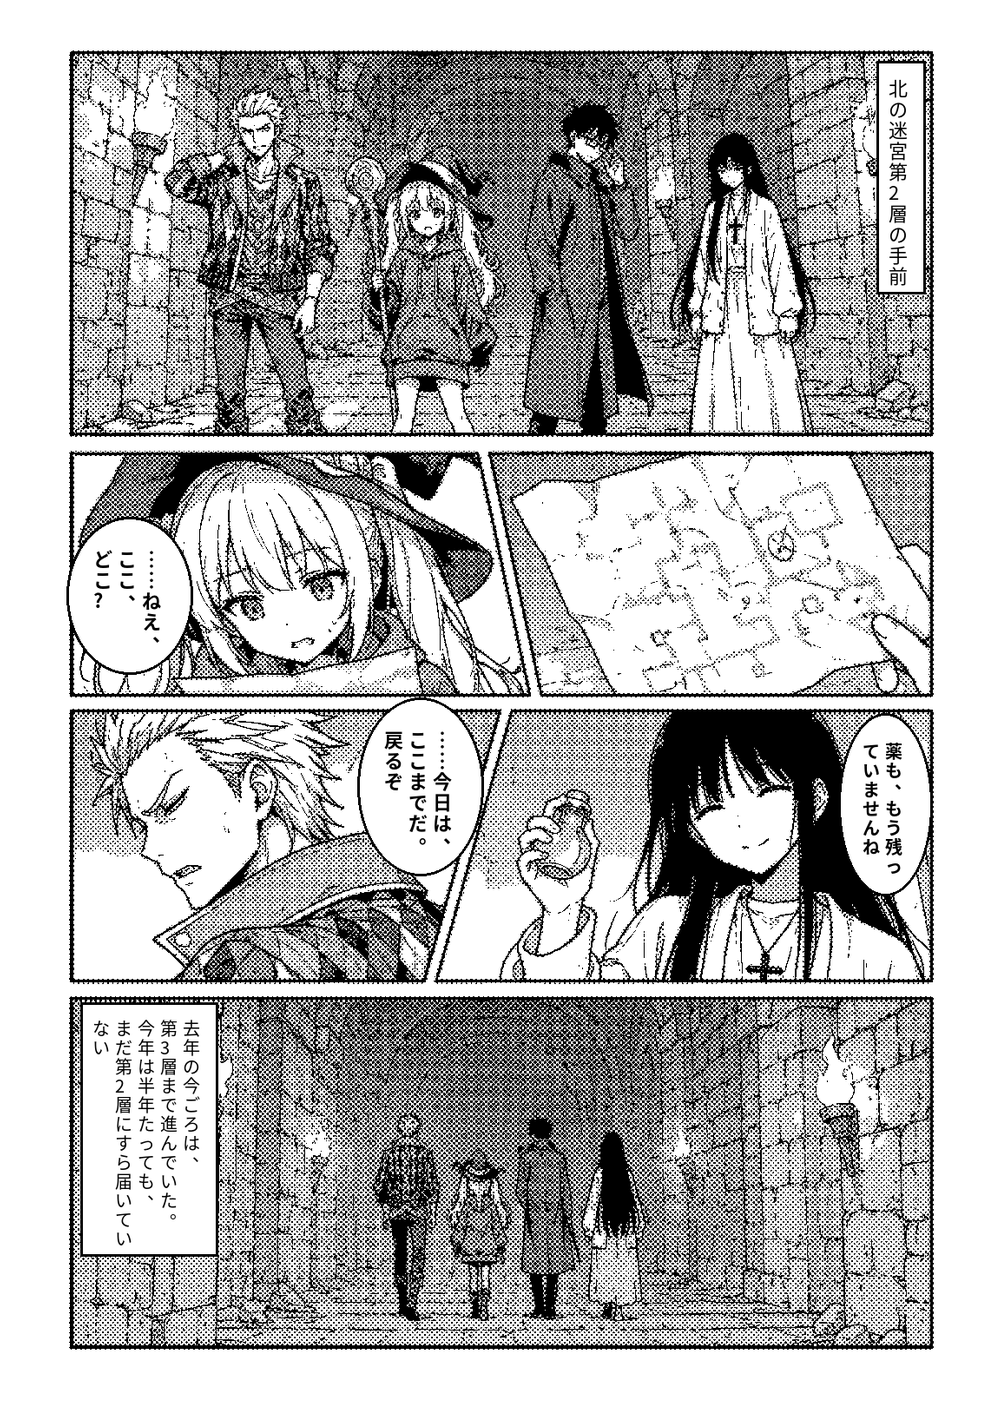 北の迷宮第2層の手前
……ねえ、
ここ、
どこ?
薬も、もう残っ
ていませんね
……今日は、
ここまでだ。
戻るぞ
去年の今ごろは、
第3層まで進んでいた。
今年は半年たっても、
まだ第2層にすら届いてい
ない